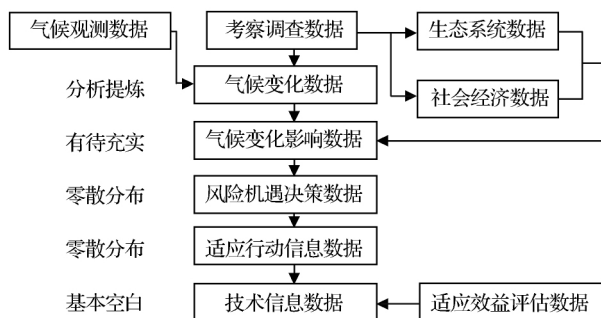 气候观测数据
考察调查数据
生态系统数据
分析提炼
气候变化数据
社会经济数据
有待充实
气候变化影响数据
零散分布
风险机遇决策数据
零散分布
适应行动信息数据
基本空白
技术信息数据
适应效益评估数据